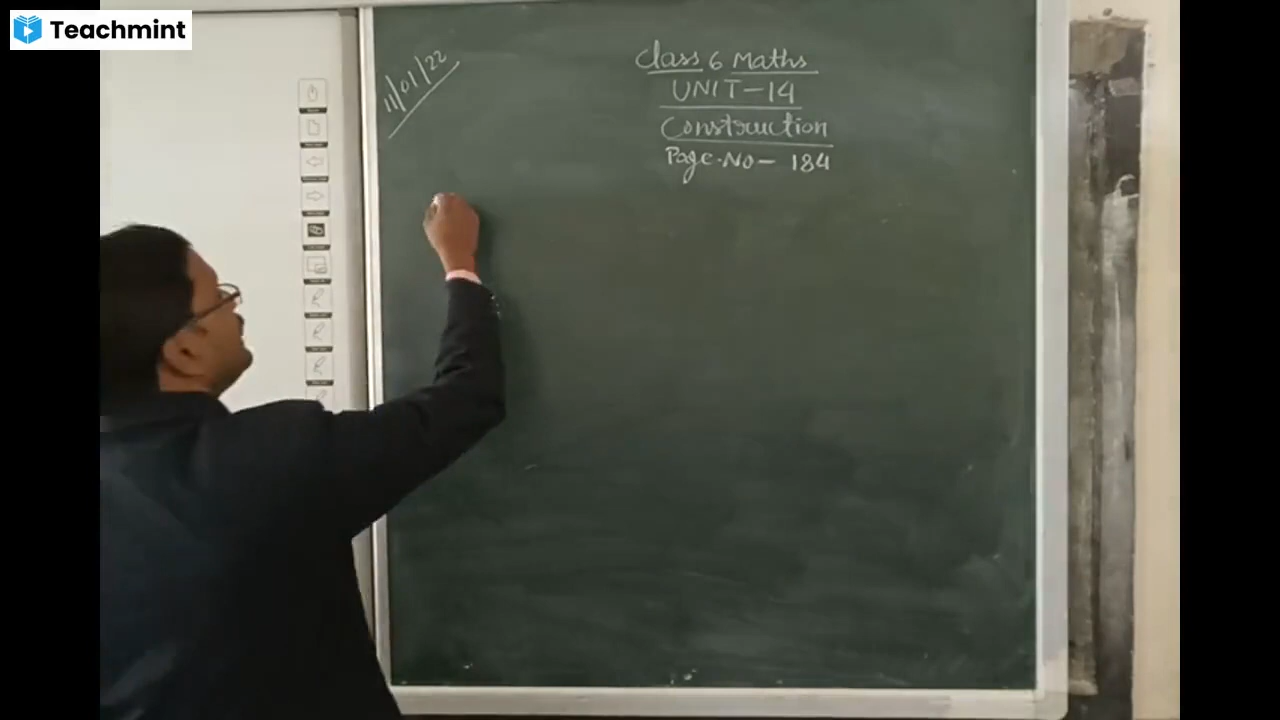 Teachmint
11/01/22
Class 6 Maths
UNIT-14
Construction
Page.No- 184